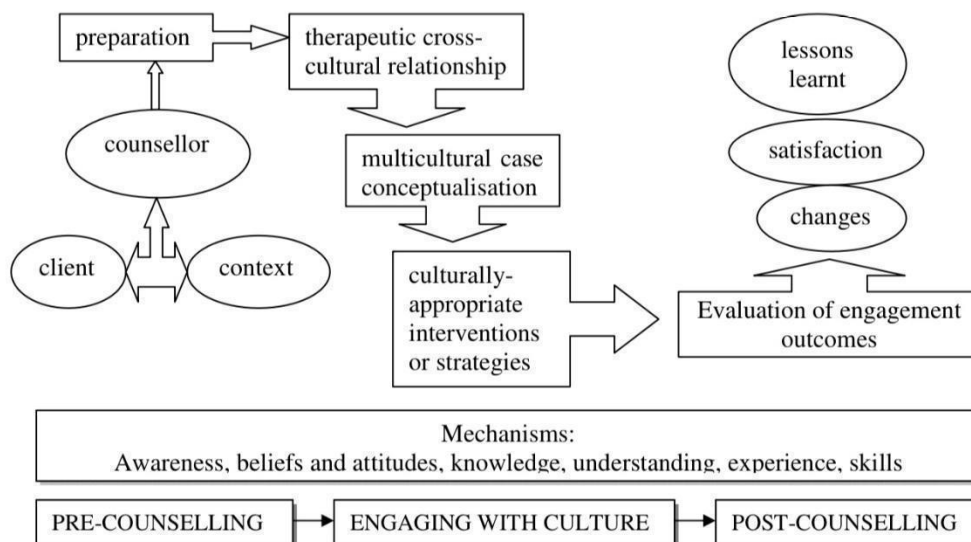 preparation
therapeutic cross-
cultural relationship
counsellor
client
context
multicultural case
conceptualisation
culturally-
appropriate
interventions
or strategies
lessons
learnt
satisfaction
changes
Evaluation of engagement
outcomes
Mechanisms:
Awareness, beliefs and attitudes, knowledge, understanding, experience, skills
PRE-COUNSELLING
ENGAGING WITH CULTURE
POST-COUNSELLING